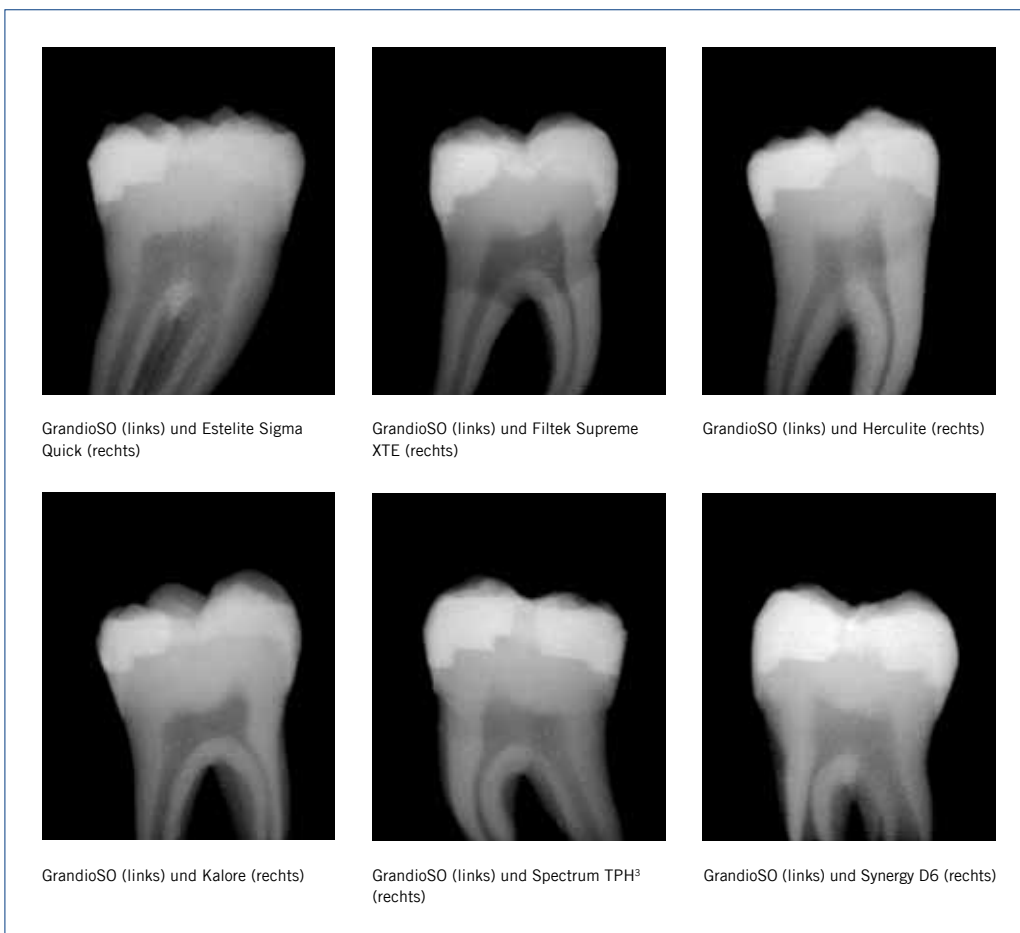 GrandioSO (links) und Estelite Sigma
Quick (rechts)
GrandioSO (links) und Filtek Supreme
XTE (rechts)
GrandioSO (links) und Herculite (rechts)
GrandioSO (links) und Kalore (rechts)
GrandioSO (links) und Spectrum TPH³
(rechts)
GrandioSO (links) und Synergy D6 (rechts)